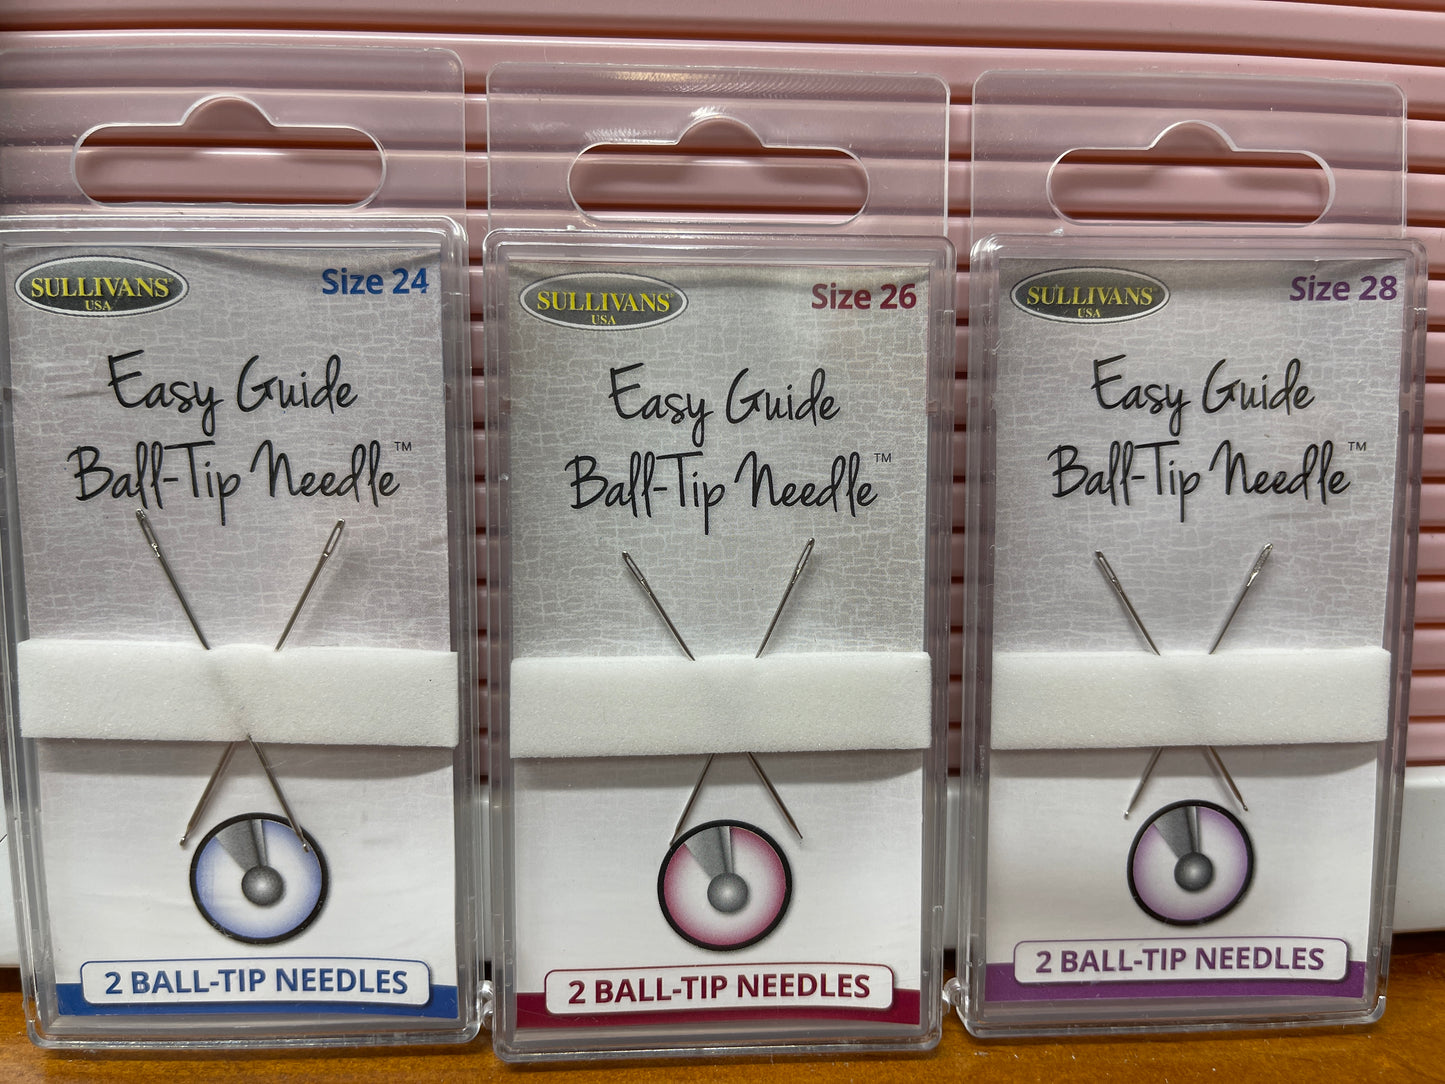 SULLIVANS®
USA
Size 24
Easy Guide
Ball-Tip Needle™
2 BALL-TIP NEEDLES
SULLIVANS®
USA
Size 26
Easy Guide
Ball-Tip Needle™
2 BALL-TIP NEEDLES
SULLIVANS®
USA
Size 28
Easy Guide
Ball-Tip Needle™
2 BALL-TIP NEEDLES